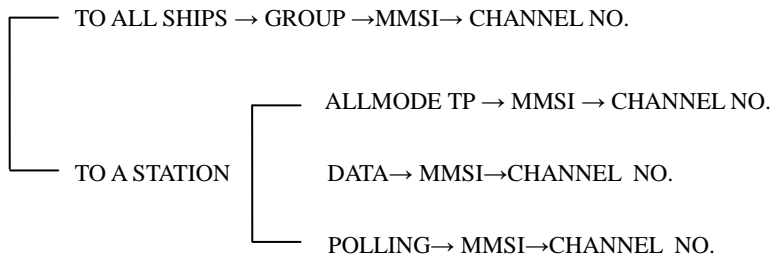 TO ALL SHIPS → GROUP →MMSI→ CHANNEL NO.
ALLMODE TP → MMSI → CHANNEL NO.
TO A STATION
DATA→ MMSI→CHANNEL NO.
POLLING→ MMSI→CHANNEL NO.